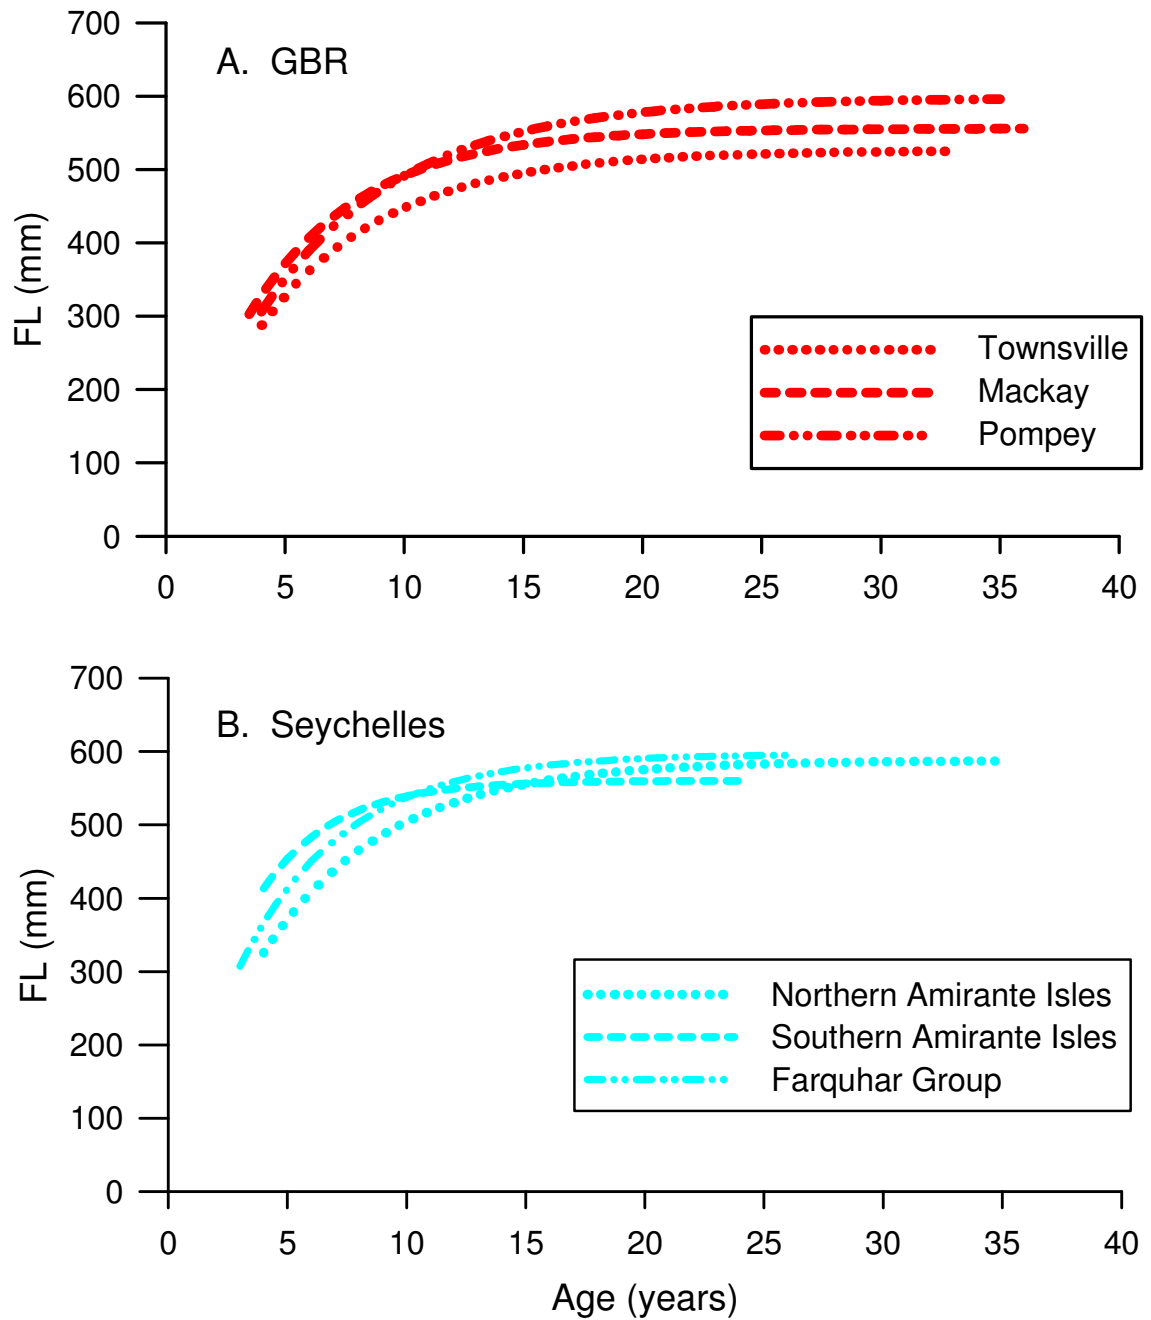 700
A. GBR
600
500
400
300
200
100
0
FL (mm)
Townsville
Mackay
Pompey
0 5 10 15 20 25 30 35 40
700
B. Seychelles
600
500
400
300
200
100
0
FL (mm)
Northern Amirante Isles
Southern Amirante Isles
Farquhar Group
0 5 10 15 20 25 30 35 40
Age (years)